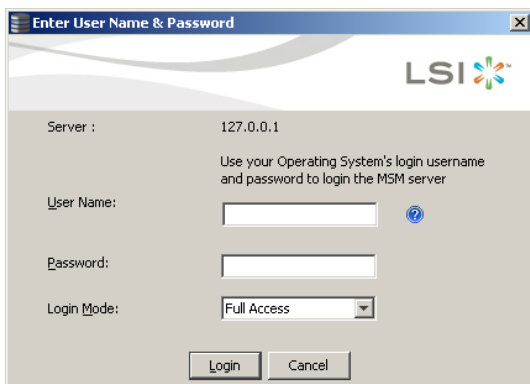 Enter User Name & Password
LSI
Server : 127.0.0.1
Use your Operating System's login username
and password to login the MSM server
User Name:
Password:
Login Mode: Full Access
Login Cancel